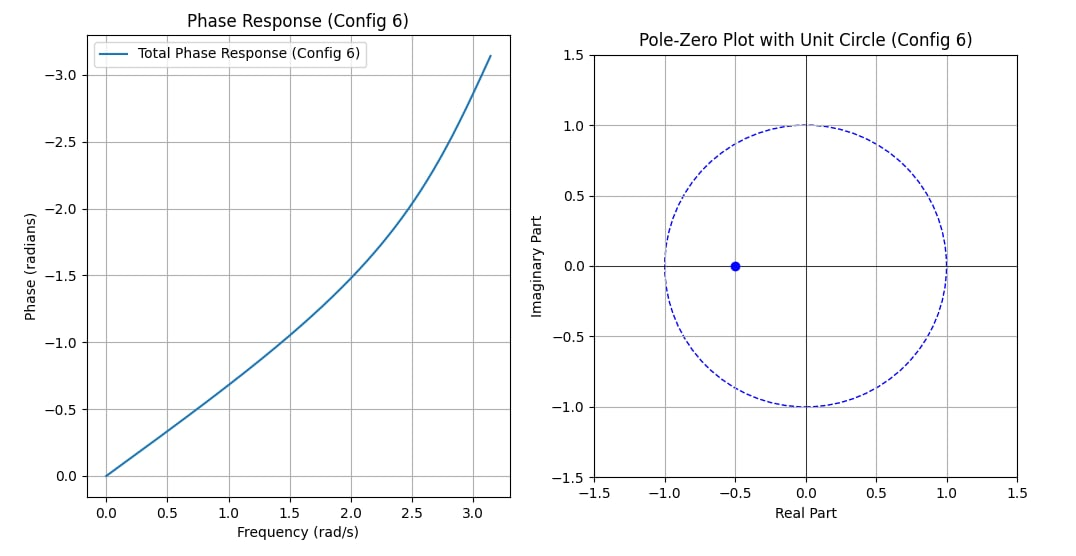 Phase Response (Config 6)
Total Phase Response (Config 6)
−3.0
−2.5
−2.0
−1.5
−1.0
−0.5
0.0
Phase (radians)
0.0 0.5 1.0 1.5 2.0 2.5 3.0
Frequency (rad/s)
Pole-Zero Plot with Unit Circle (Config 6)
1.5
1.0
0.5
0.0
−0.5
−1.0
−1.5
Imaginary Part
−1.5 −1.0 −0.5 0.0 0.5 1.0 1.5
Real Part